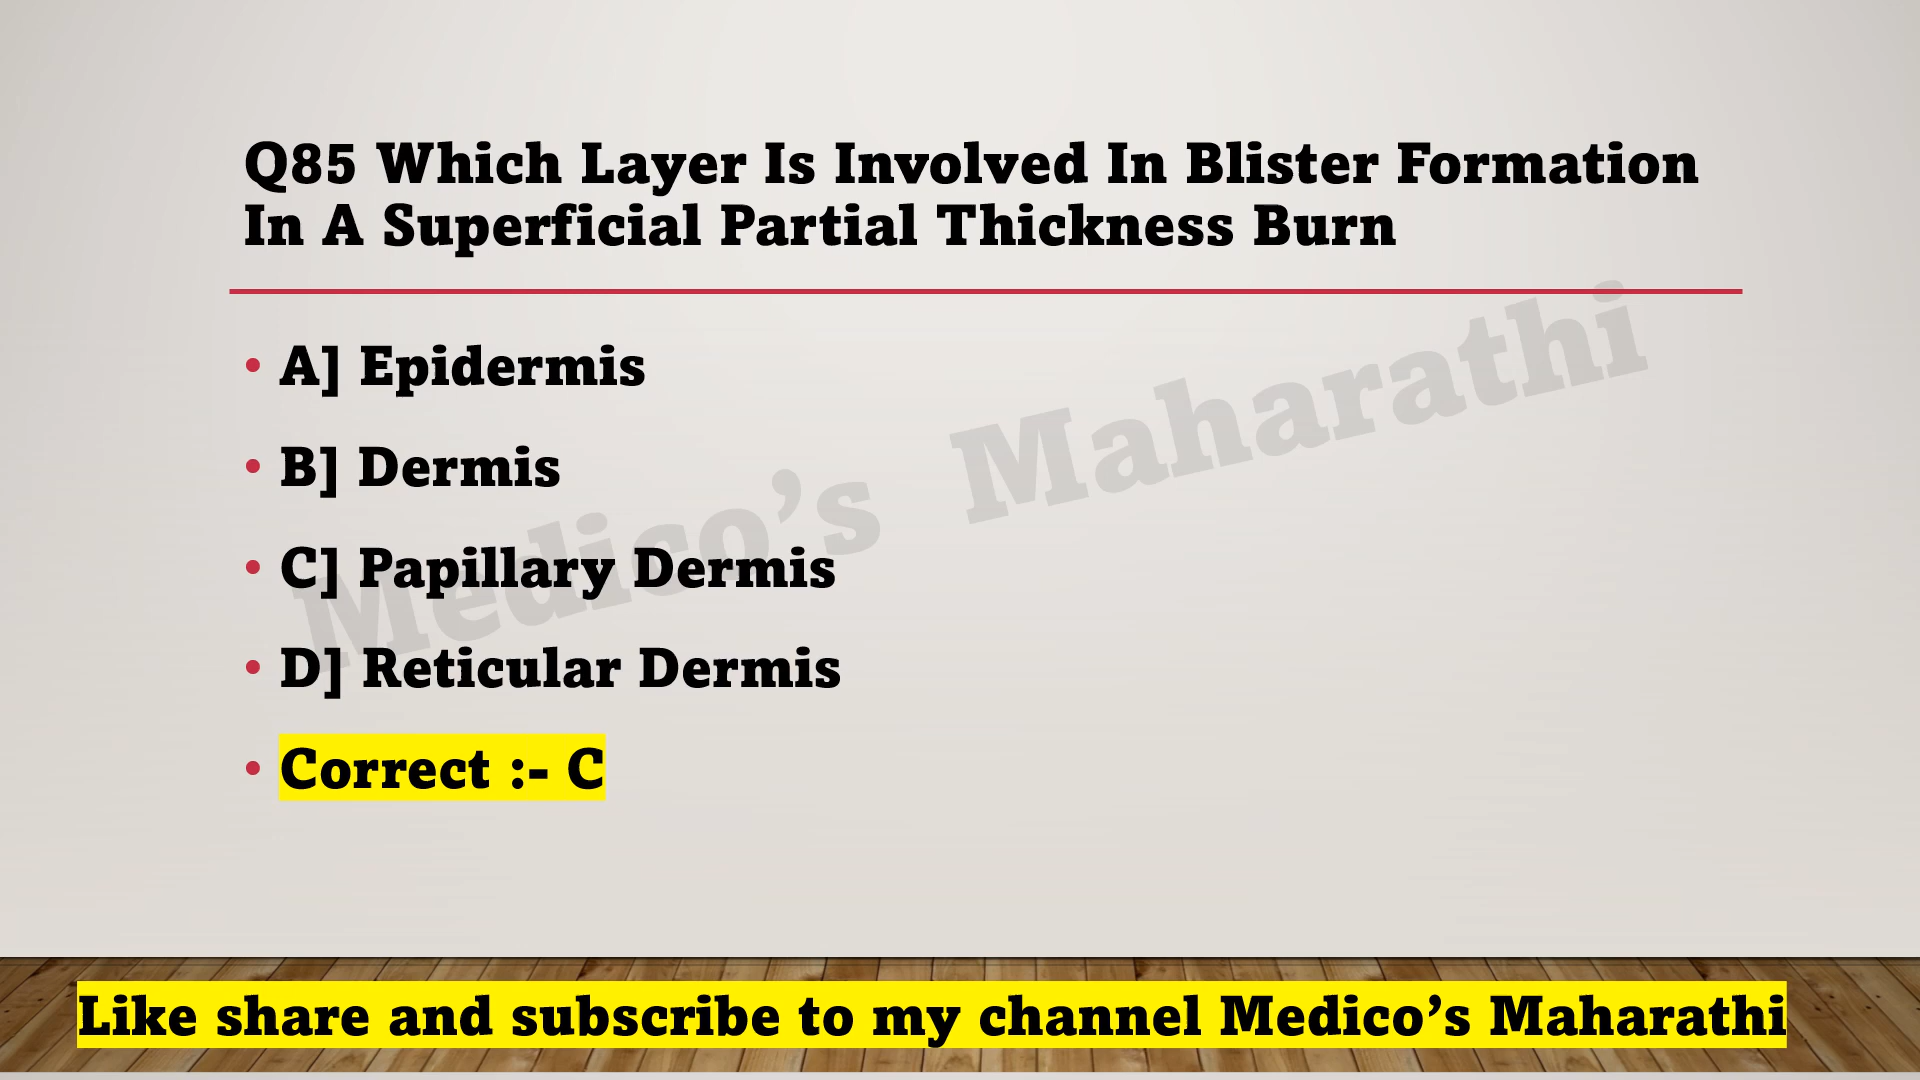 Q85 Which Layer Is Involved In Blister Formation
In A Superficial Partial Thickness Burn
• A] Epidermis
• B] Dermis
• C] Papillary Dermis
• D] Reticular Dermis
• Correct :- C
Medico’s Maharathi
Like share and subscribe to my channel Medico’s Maharathi